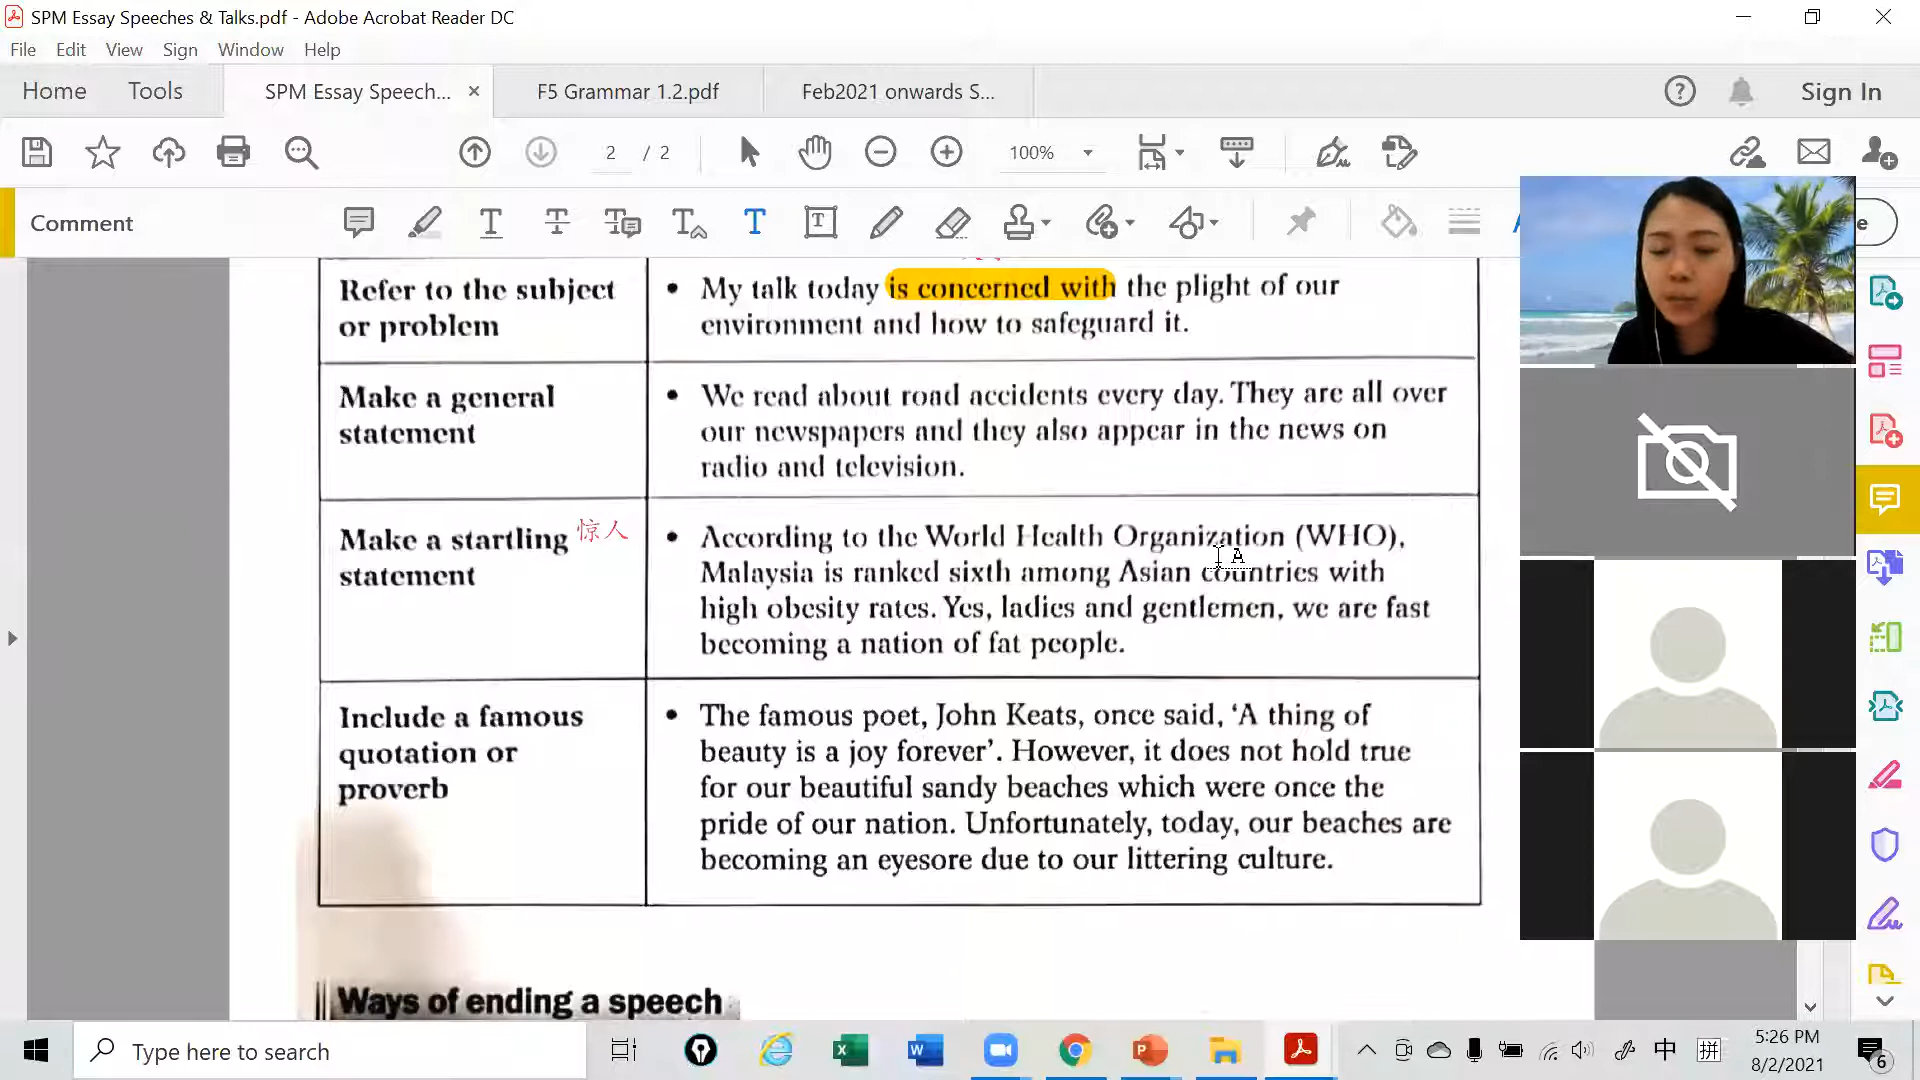 SPM Essay Speeches & Talks.pdf - Adobe Acrobat Reader DC
File Edit View Sign Window Help
Home Tools SPM Essay Speech... × F5 Grammar 1.2.pdf Feb2021 onwards S... Sign In
2 / 2 100%
Comment
Refer to the subject
or problem
• My talk today is concerned with the plight of our
environment and how to safeguard it.
Make a general
statement
• We read about road accidents every day. They are all over
our newspapers and they also appear in the news on
radio and television.
Make a startling 惊人
statement
• According to the World Health Organization (WHO),
Malaysia is ranked sixth among Asian countries with
high obesity rates. Yes, ladies and gentlemen, we are fast
becoming a nation of fat people.
Include a famous
quotation or
proverb
• The famous poet, John Keats, once said, ‘A thing of
beauty is a joy forever’. However, it does not hold true
for our beautiful sandy beaches which were once the
pride of our nation. Unfortunately, today, our beaches are
becoming an eyesore due to our littering culture.
Ways of ending a speech
Type here to search
中 拼
5:26 PM
8/2/2021
6